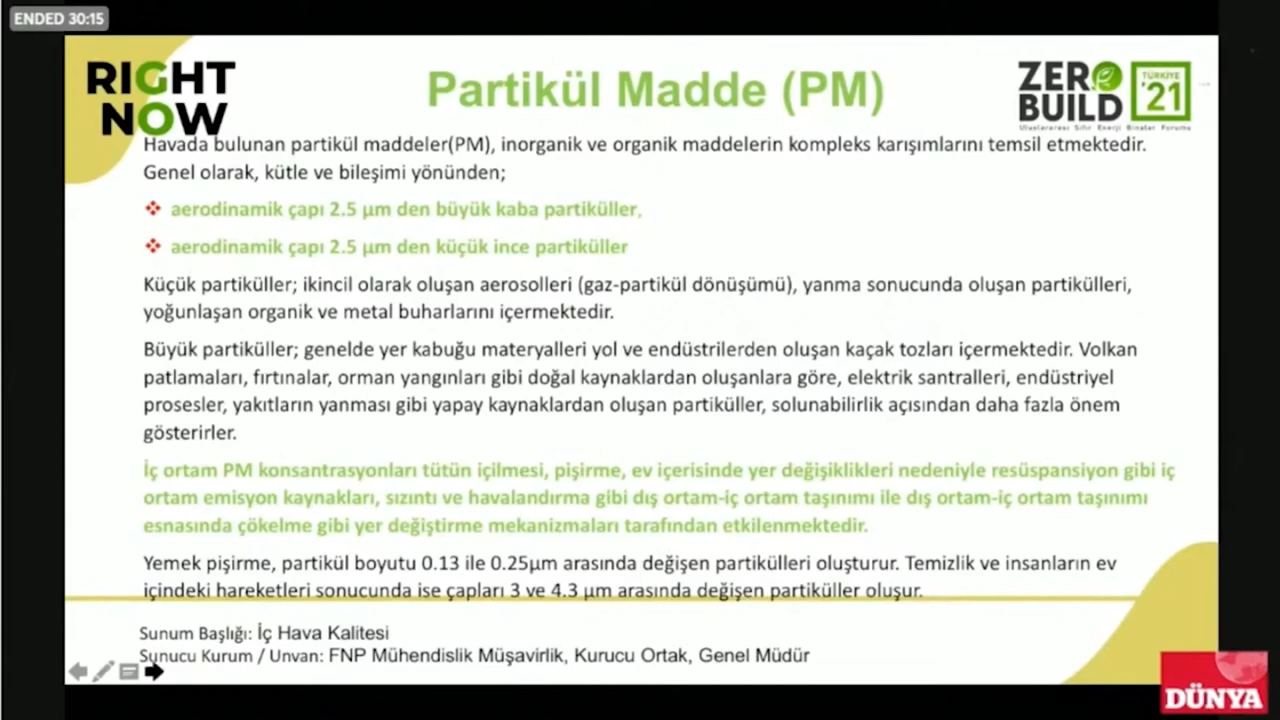 ENDED 30:15
RIGHT
NOW
Partikül Madde (PM)
ZERO
BUILD
TÜRKİYE
'21
Uluslararası Sıfır Enerji Binalar Forumu
Havada bulunan partikül maddeler(PM), inorganik ve organik maddelerin kompleks karışımlarını temsil etmektedir.
Genel olarak, kütle ve bileşimi yönünden;
❖ aerodinamik çapı 2.5 µm den büyük kaba partiküller,
❖ aerodinamik çapı 2.5 µm den küçük ince partiküller
Küçük partiküller; ikincil olarak oluşan aerosolleri (gaz-partikül dönüşümü), yanma sonucunda oluşan partikülleri,
yoğunlaşan organik ve metal buharlarını içermektedir.
Büyük partiküller; genelde yer kabuğu materyalleri yol ve endüstrilerden oluşan kaçak tozları içermektedir. Volkan
patlamaları, fırtınalar, orman yangınları gibi doğal kaynaklardan oluşanlara göre, elektrik santralleri, endüstriyel
prosesler, yakıtların yanması gibi yapay kaynaklardan oluşan partiküller, solunabilirlik açısından daha fazla önem
gösterirler.
İç ortam PM konsantrasyonları tütün içilmesi, pişirme, ev içerisinde yer değişiklikleri nedeniyle resüspansiyon gibi iç
ortam emisyon kaynakları, sızıntı ve havalandırma gibi dış ortam-iç ortam taşınımı ile dış ortam-iç ortam taşınımı
esnasında çökelme gibi yer değiştirme mekanizmaları tarafından etkilenmektedir.
Yemek pişirme, partikül boyutu 0.13 ile 0.25µm arasında değişen partikülleri oluşturur. Temizlik ve insanların ev
içindeki hareketleri sonucunda ise çapları 3 ve 4.3 µm arasında değişen partiküller oluşur.
Sunum Başlığı: İç Hava Kalitesi
Sunucu Kurum / Unvan: FNP Mühendislik Müşavirlik, Kurucu Ortak, Genel Müdür
DÜNYA